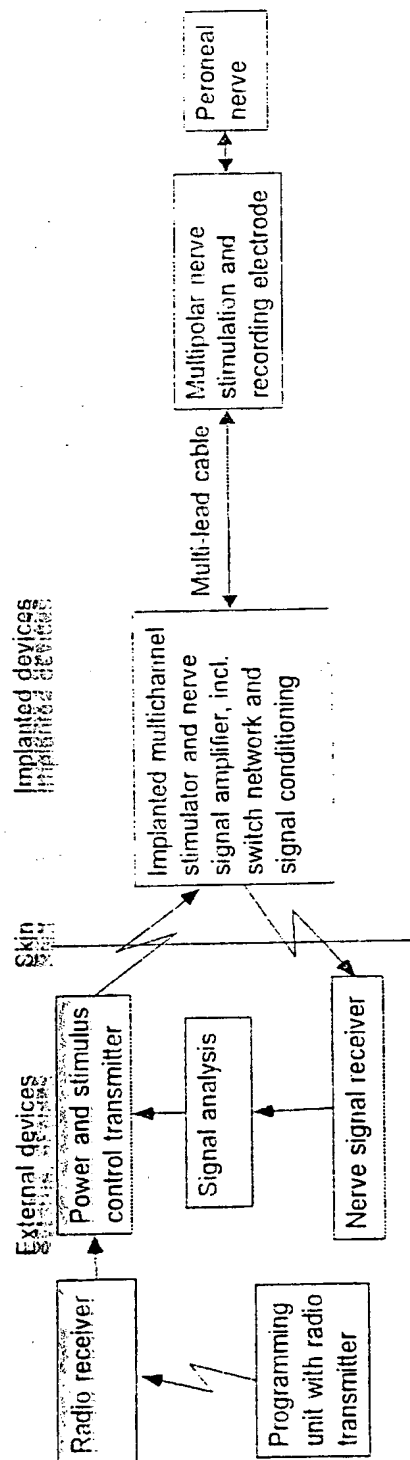 External devices
Skin
Implanted devices
Implanted devices
Radio receiver
Power and stimulus
control transmitter
Programming
unit with radio
transmitter
Signal analysis
Nerve signal receiver
Implanted multichannel
stimulator and nerve
signal amplifier, incl.
switch network and
signal conditioning
Multi-lead cable
Multipolar nerve
stimulation and
recording electrode
Peroneal
nerve